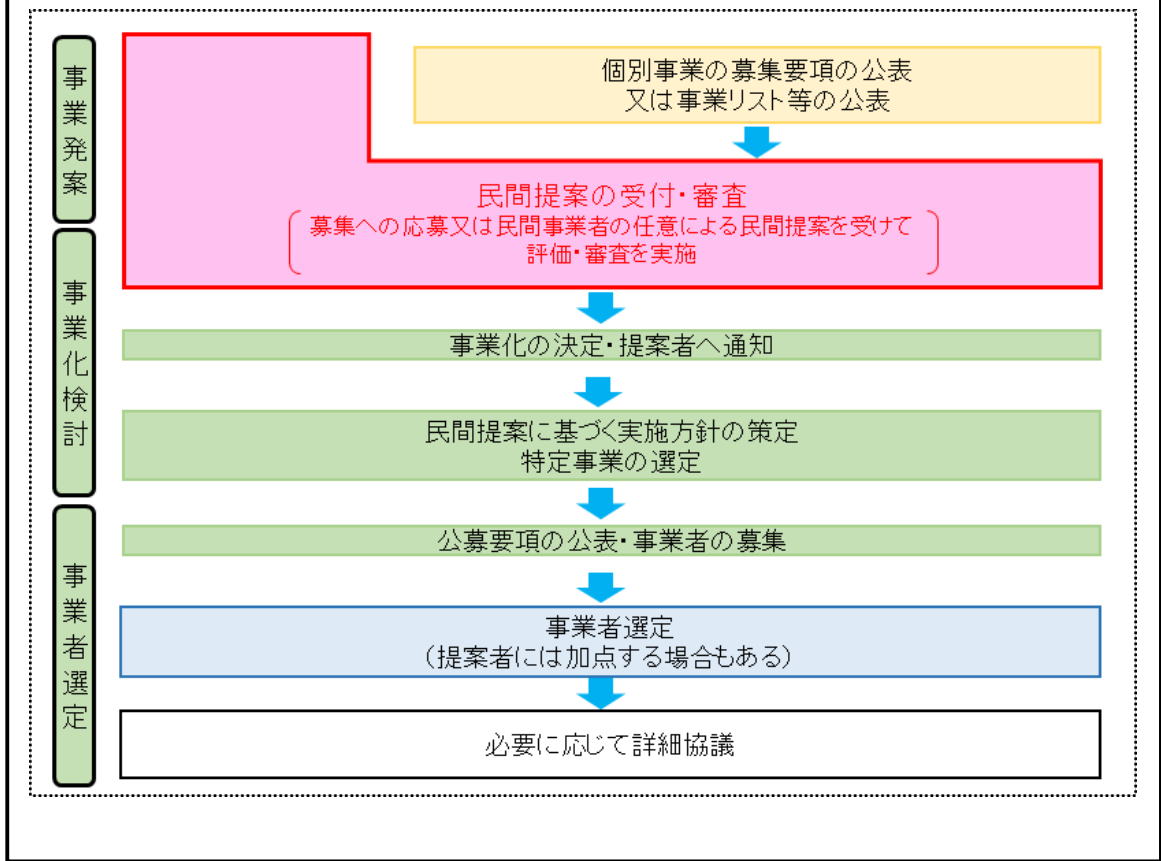 事業発案
個別事業の募集要項の公表
又は事業リスト等の公表
民間提案の受付・審査
募集への応募又は民間事業者の任意による民間提案を受けて
評価・審査を実施
事業化検討
事業化の決定・提案者へ通知
民間提案に基づく実施方針の策定
特定事業の選定
事業者選定
公募要項の公表・事業者の募集
事業者選定
（提案者には加点する場合もある）
必要に応じて詳細協議